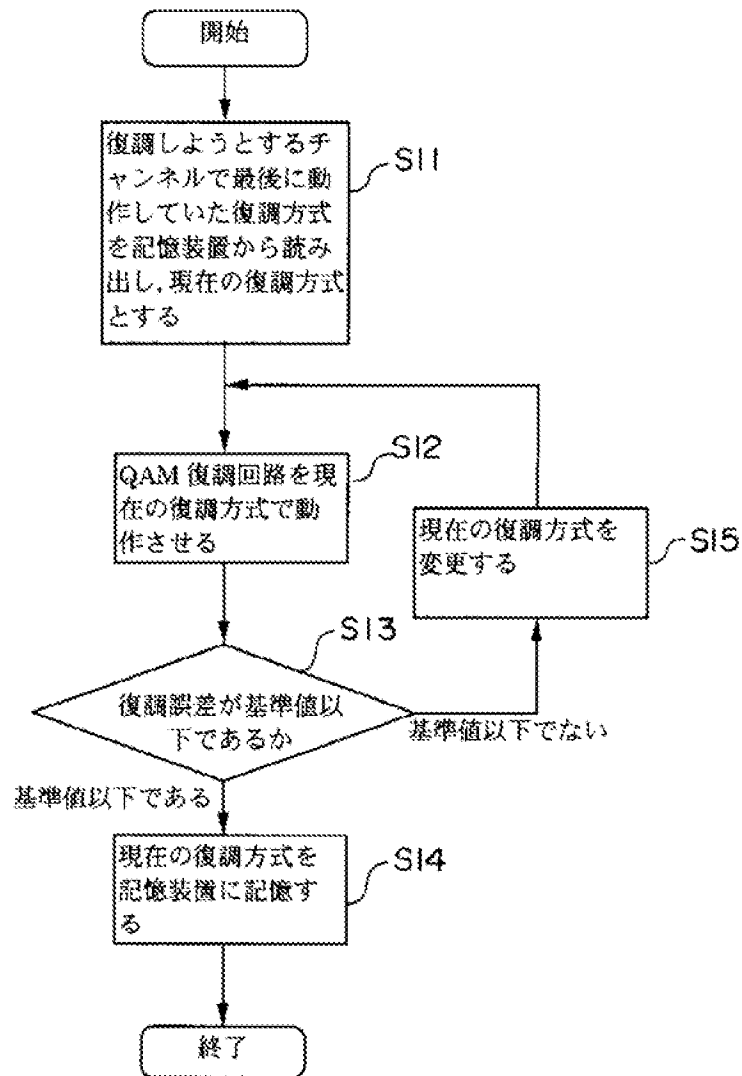 開始
復調しようとするチ
ャンネルで最後に動
作していた復調方式
を記憶装置から読み
出し,現在の復調方式
とする
S11
QAM 復調回路を現
在の復調方式で動
作させる
S12
現在の復調方式を
変更する
S15
復調誤差が基準値以
下であるか
S13
基準値以下でない
基準値以下である
現在の復調方式を
記憶装置に記憶す
る
S14
終了